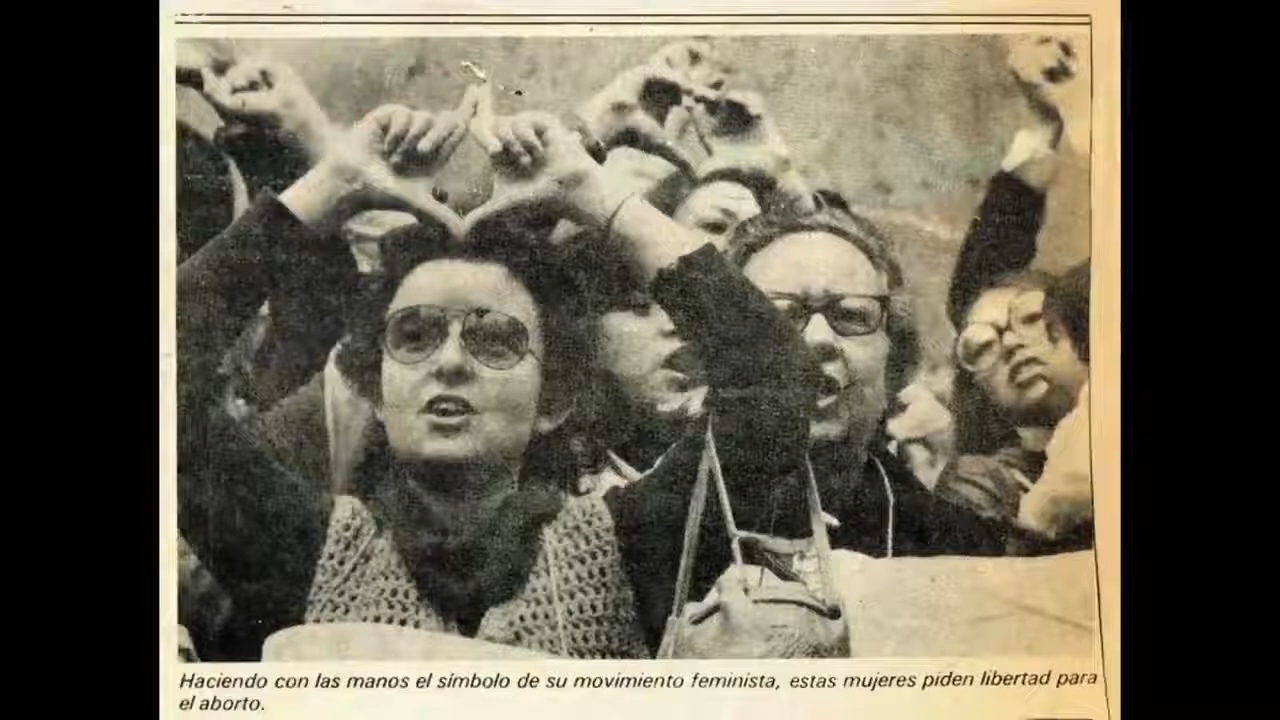 Haciendo con las manos el símbolo de su movimiento feminista, estas mujeres piden libertad para
el aborto.